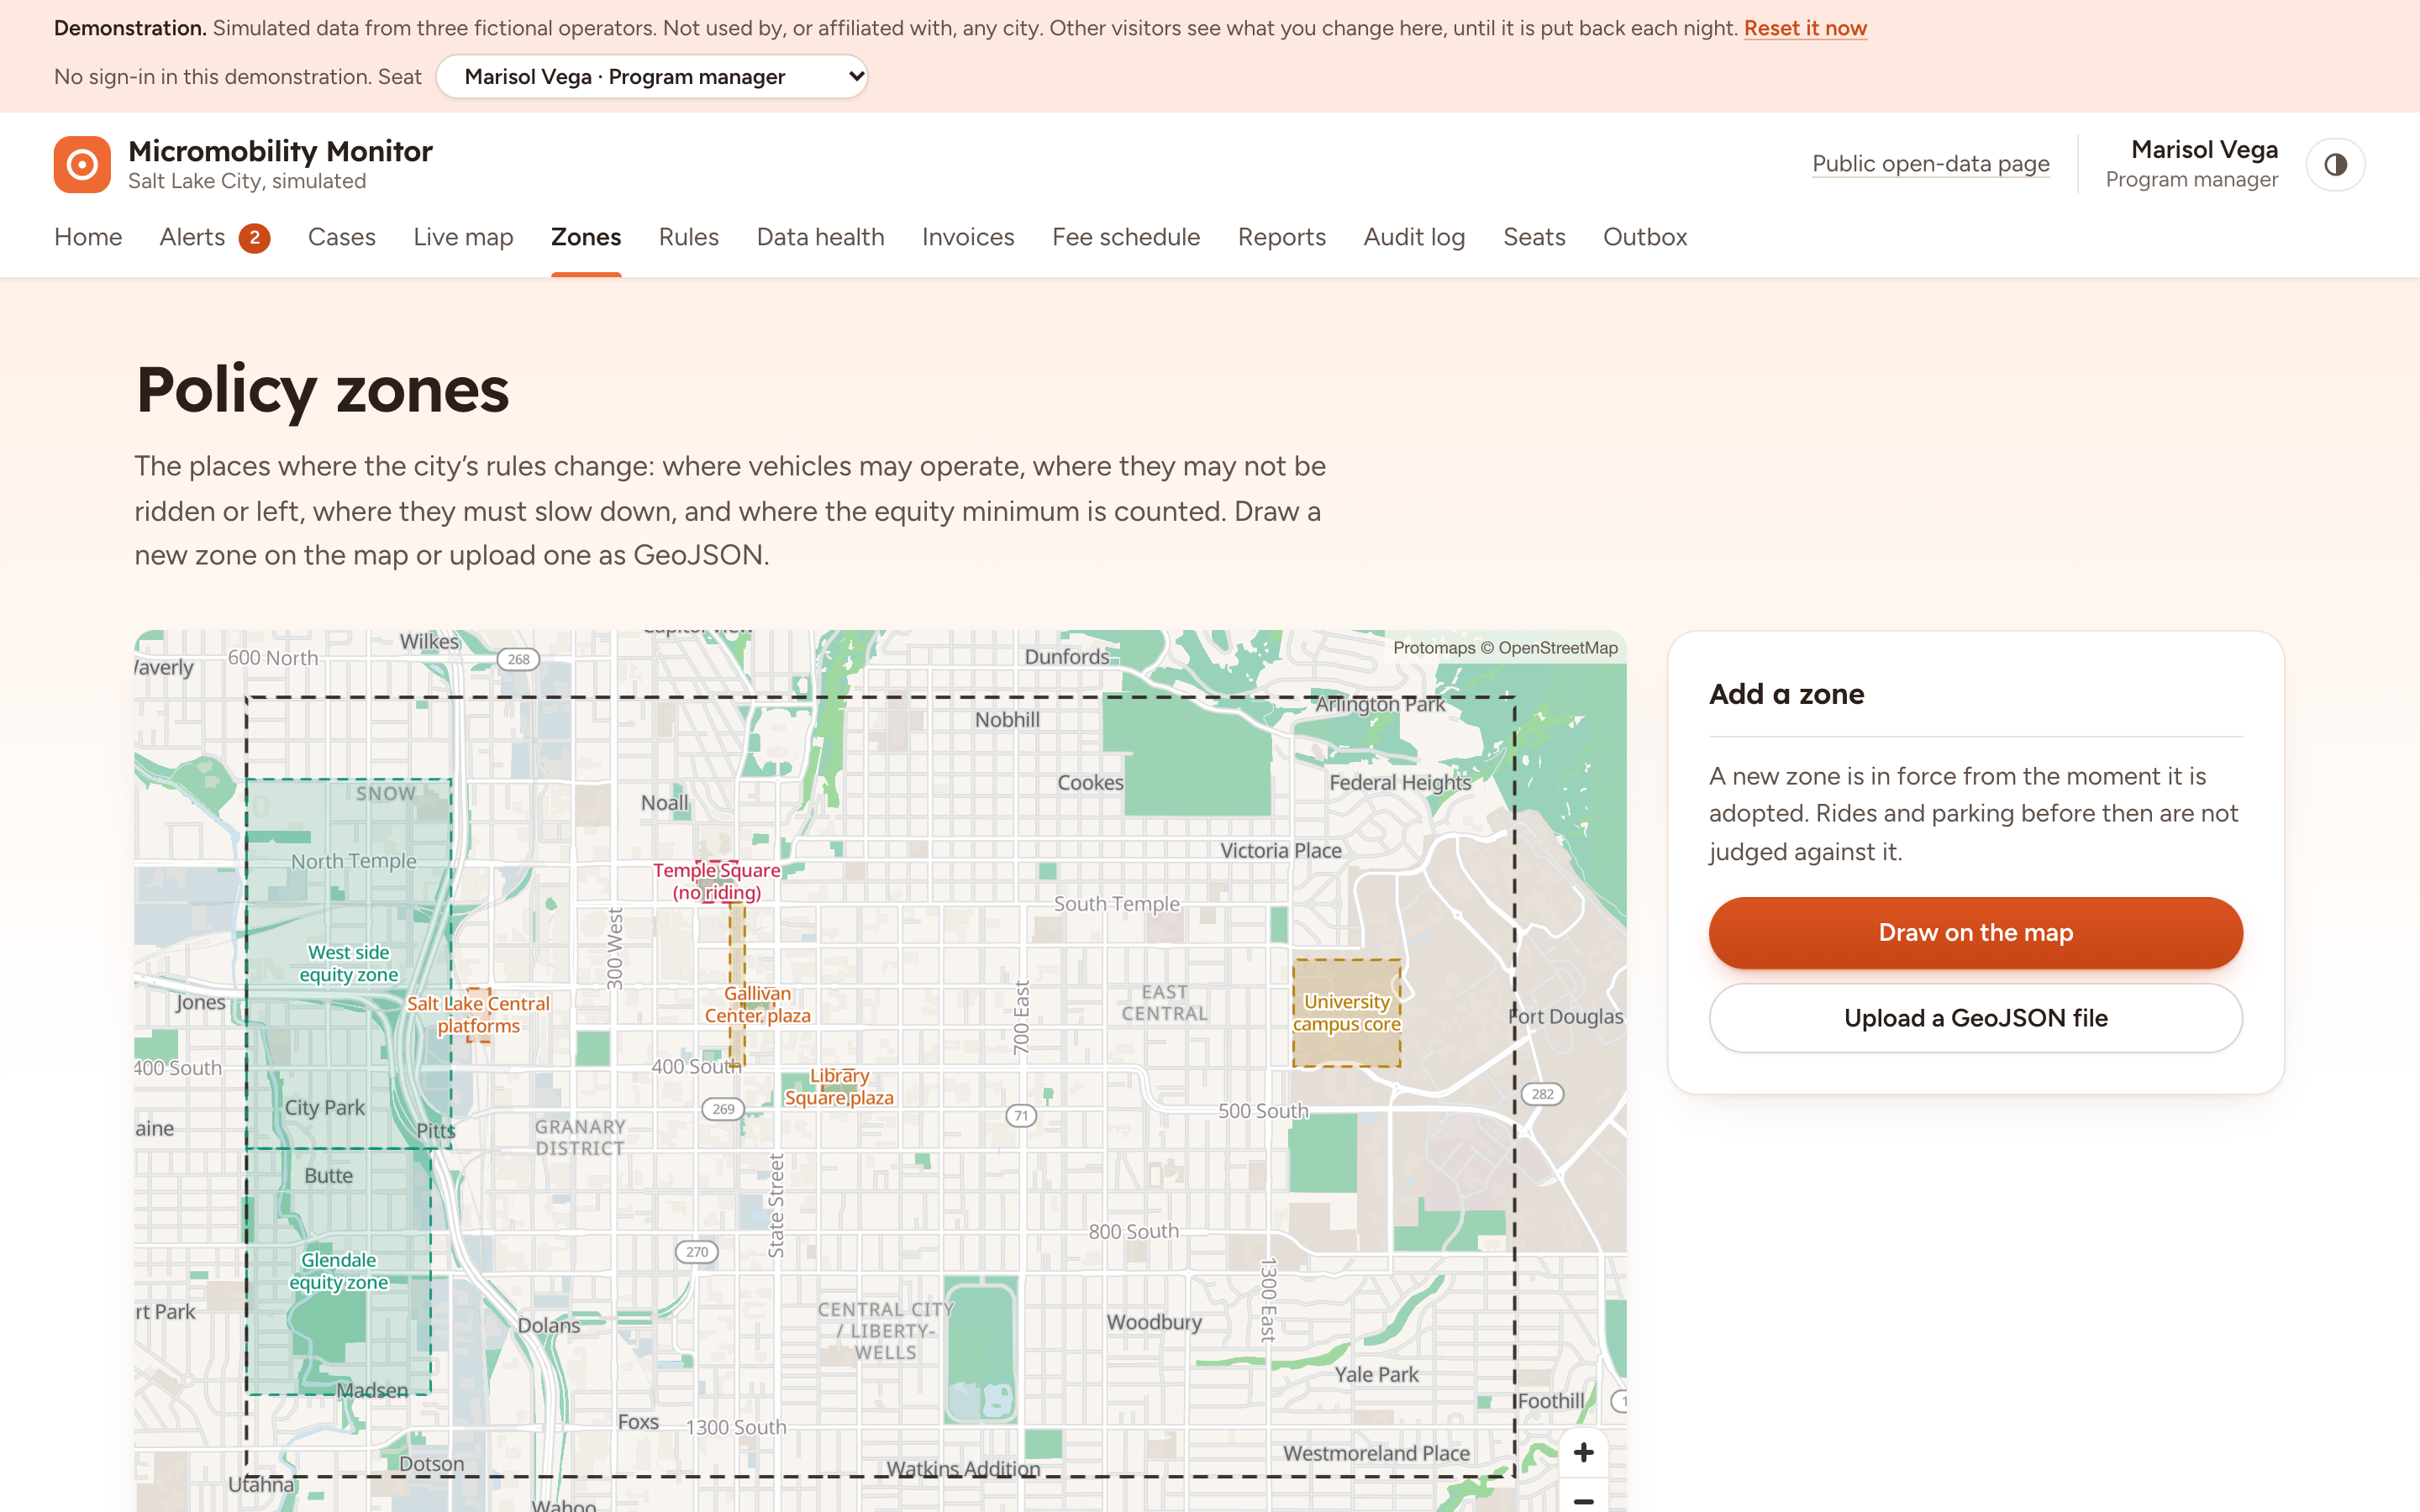 Demonstration. Simulated data from three fictional operators. Not used by, or affiliated with, any city. Other visitors see what you change here, until it is put back each night. Reset it now
No sign-in in this demonstration. Seat Marisol Vega · Program manager
Micromobility Monitor
Salt Lake City, simulated
Public open-data page
Marisol Vega
Program manager
Home Alerts 2 Cases Live map Zones Rules Data health Invoices Fee schedule Reports Audit log Seats Outbox
Policy zones
The places where the city’s rules change: where vehicles may operate, where they may not be
ridden or left, where they must slow down, and where the equity minimum is counted. Draw a
new zone on the map or upload one as GeoJSON.
Protomaps © OpenStreetMap
Wilkes
600 North
268
Dunfords
Arlington Park
Nobhill
Cookes
Federal Heights
SNOW
Noall
North Temple
Victoria Place
Temple Square
(no riding)
South Temple
300 West
West side
equity zone
Jones
Salt Lake Central
platforms
Gallivan
Center plaza
700 East
EAST
CENTRAL
University
campus core
Fort Douglas
400 South
400 South
Library
Square plaza
282
City Park
269
71
500 South
aine
Pitts
GRANARY
DISTRICT
Butte
State Street
800 South
270
Glendale
equity zone
1300 East
rt Park
Dolans
CENTRAL CITY
/ LIBERTY-
WELLS
Woodbury
Yale Park
Madsen
Foothill
Foxs
1300 South
Westmoreland Place
Dotson
Watkins Addition
Utahna
Wahoo
Add a zone
A new zone is in force from the moment it is
adopted. Rides and parking before then are not
judged against it.
Draw on the map
Upload a GeoJSON file